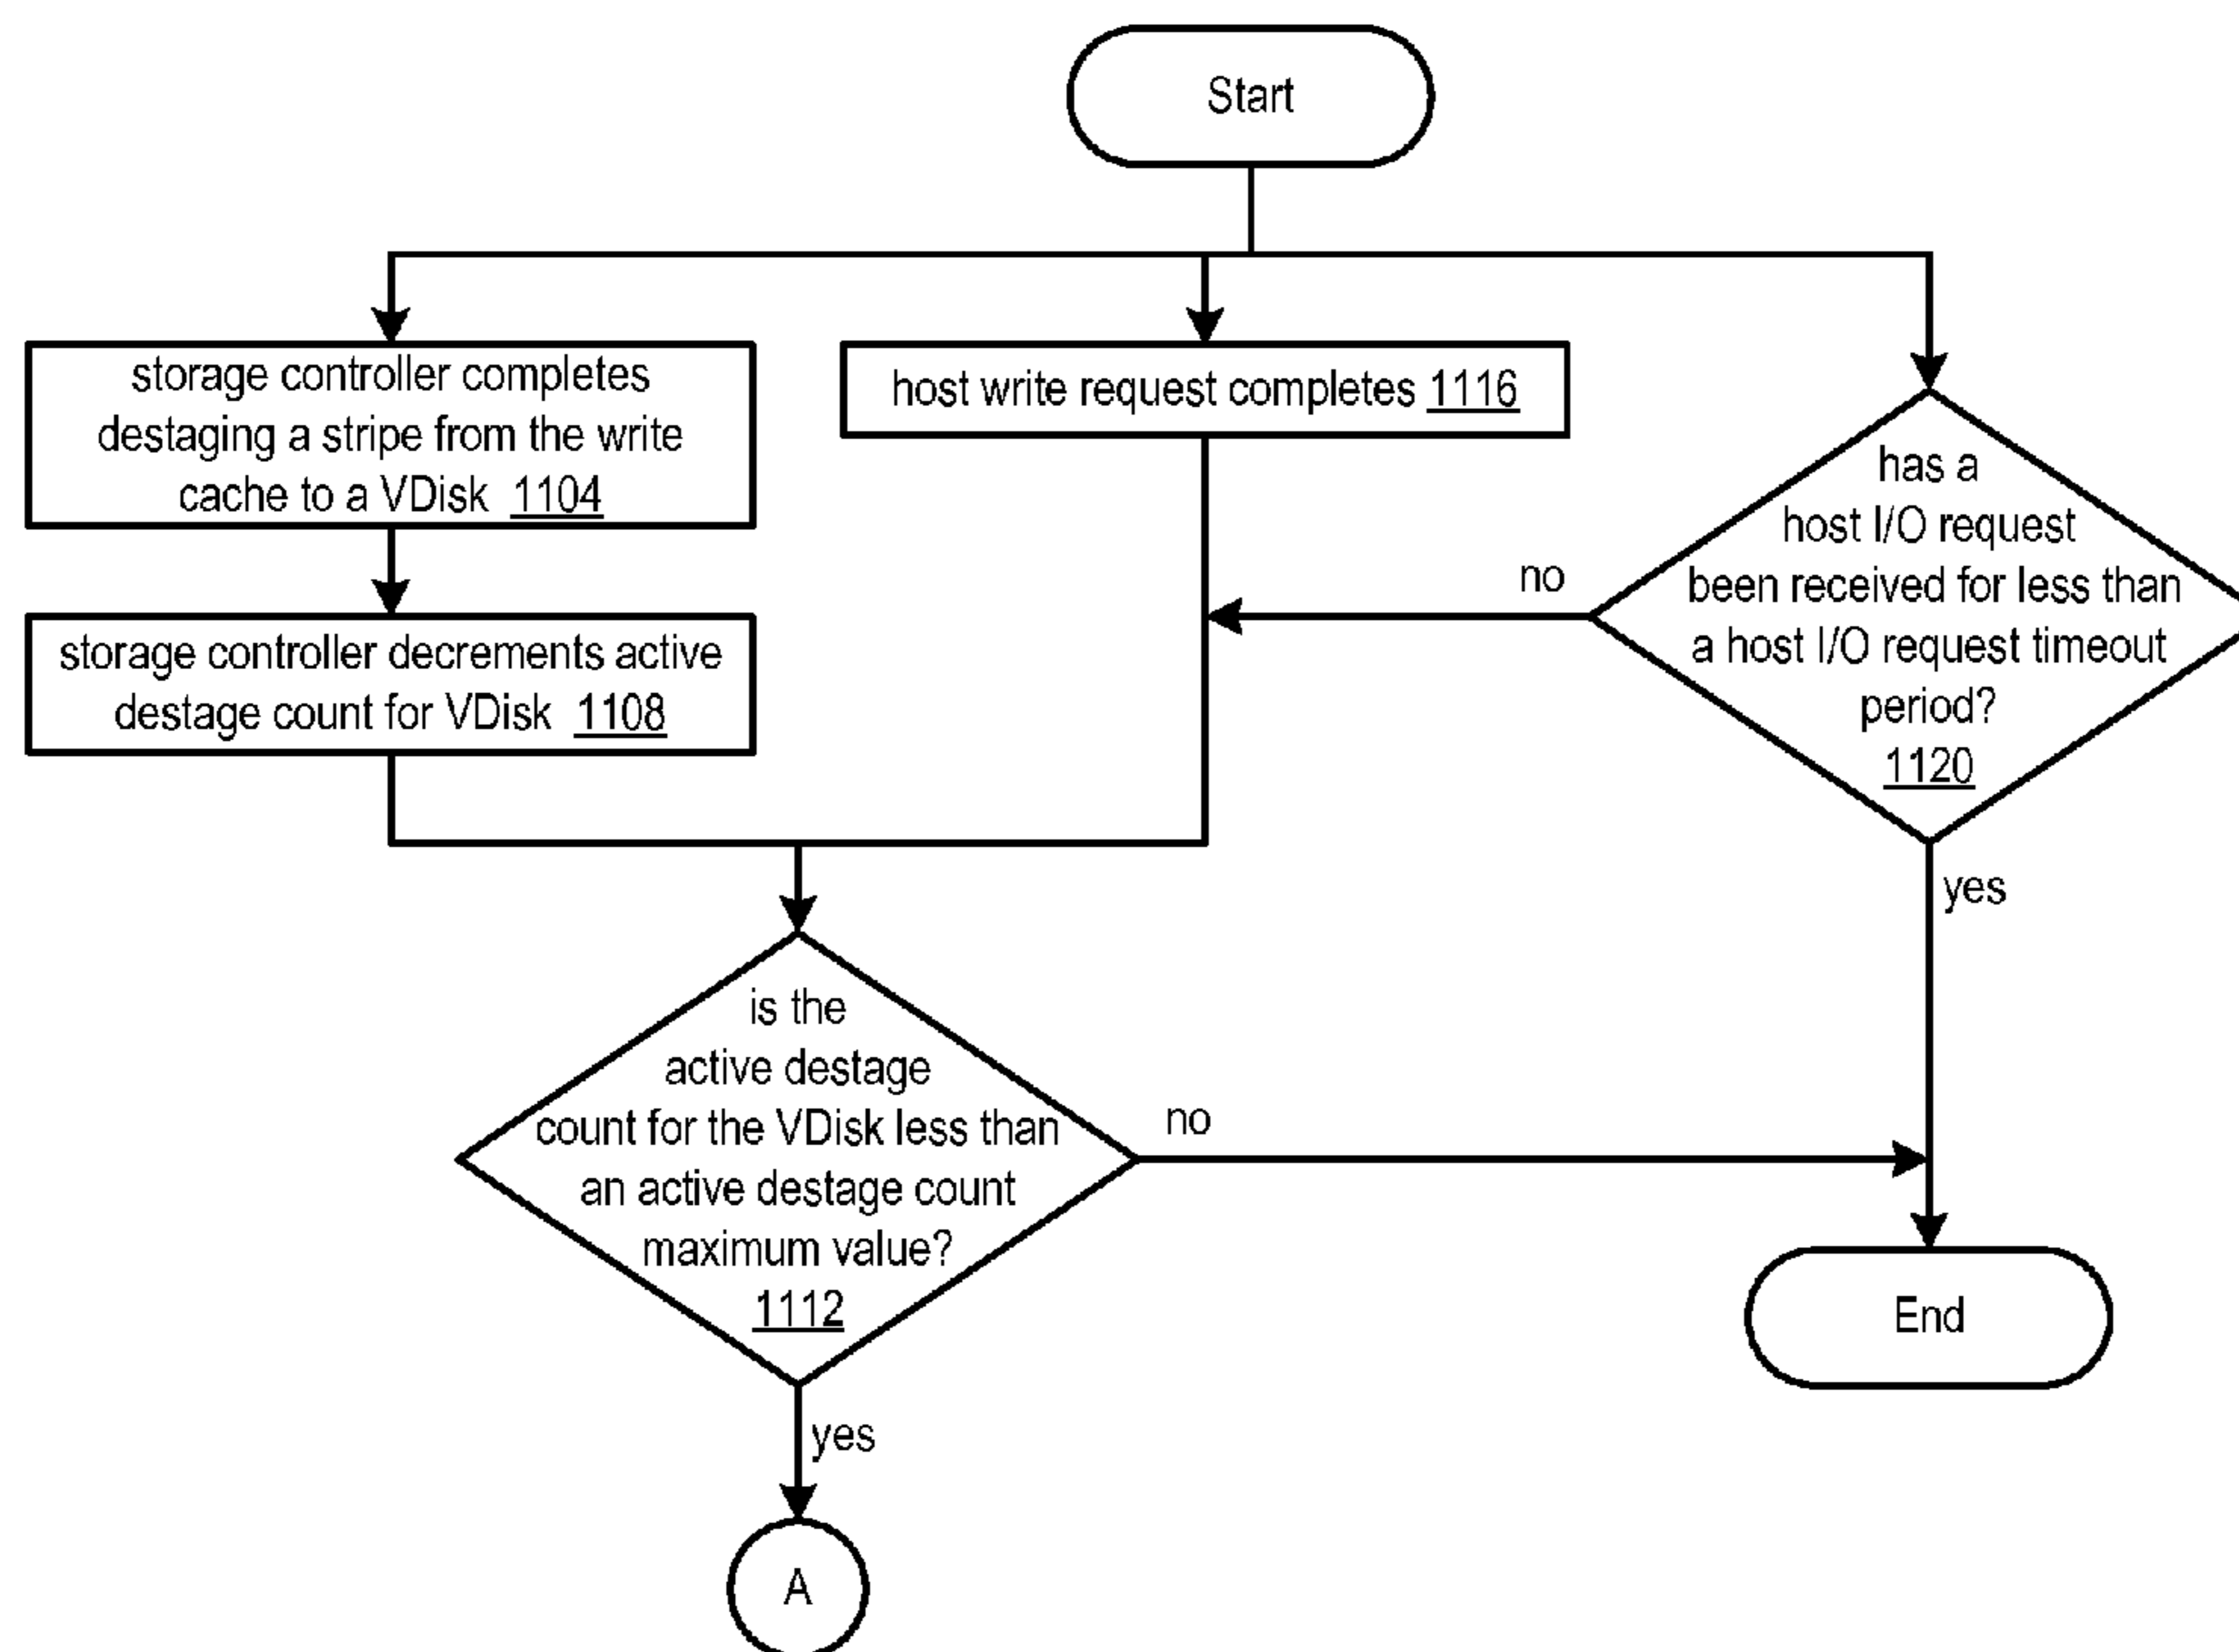 Start
storage controller completes
destaging a stripe from the write
cache to a VDisk 1104
host write request completes 1116
has a
host I/O request
been received for less than
a host I/O request timeout
period?
1120
no
yes
storage controller decrements active
destage count for VDisk 1108
is the
active destage
count for the VDisk less than
an active destage count
maximum value?
1112
no
yes
End
A